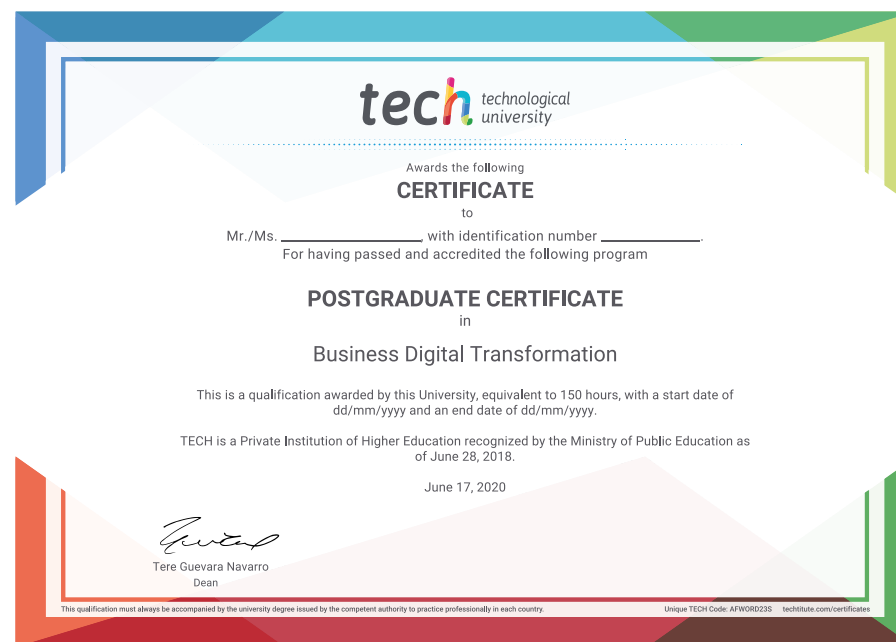 tech technological
university
Awards the following
CERTIFICATE
to
Mr./Ms. ____________________, with identification number ______________.
For having passed and accredited the following program
POSTGRADUATE CERTIFICATE
in
Business Digital Transformation
This is a qualification awarded by this University, equivalent to 150 hours, with a start date of
dd/mm/yyyy and an end date of dd/mm/yyyy.
TECH is a Private Institution of Higher Education recognized by the Ministry of Public Education as
of June 28, 2018.
June 17, 2020
Tere Guevara Navarro
Dean
This qualification must always be accompanied by the university degree issued by the competent authority to practice professionally in each country.
Unique TECH Code: AFWORD23S techtitute.com/certificates